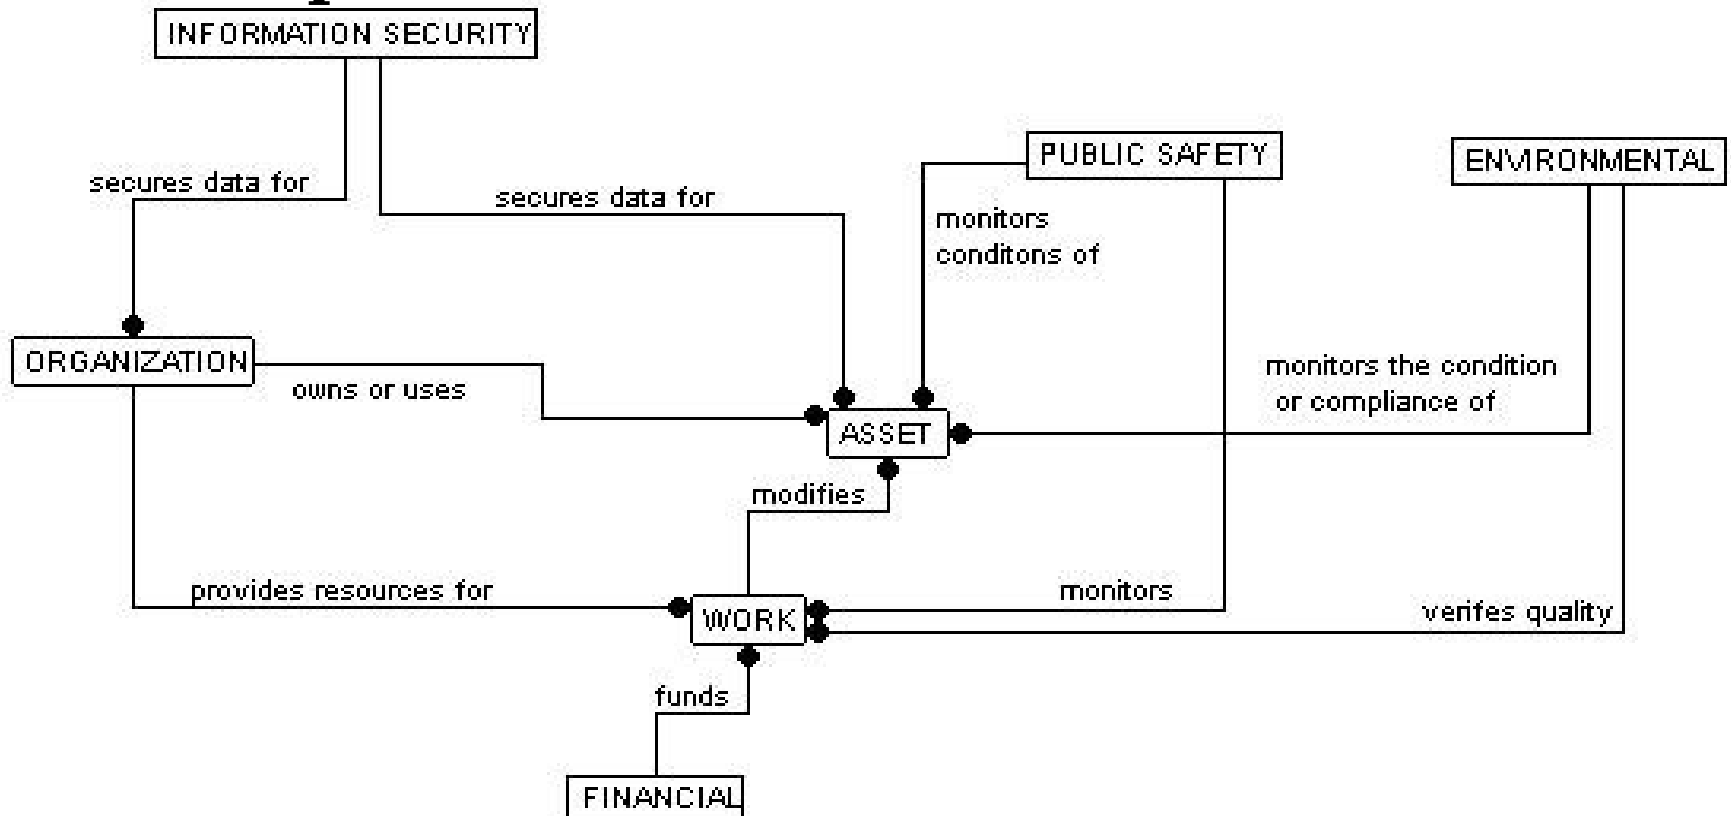 INFORMATION SECURITY
PUBLIC SAFETY
ENVIRONMENTAL
secures data for
secures data for
monitors
conditons of
ORGANIZATION
owns or uses
monitors the condition
or compliance of
ASSET
modifies
provides resources for
monitors
WORK
verifes quality
funds
FINANCIAL